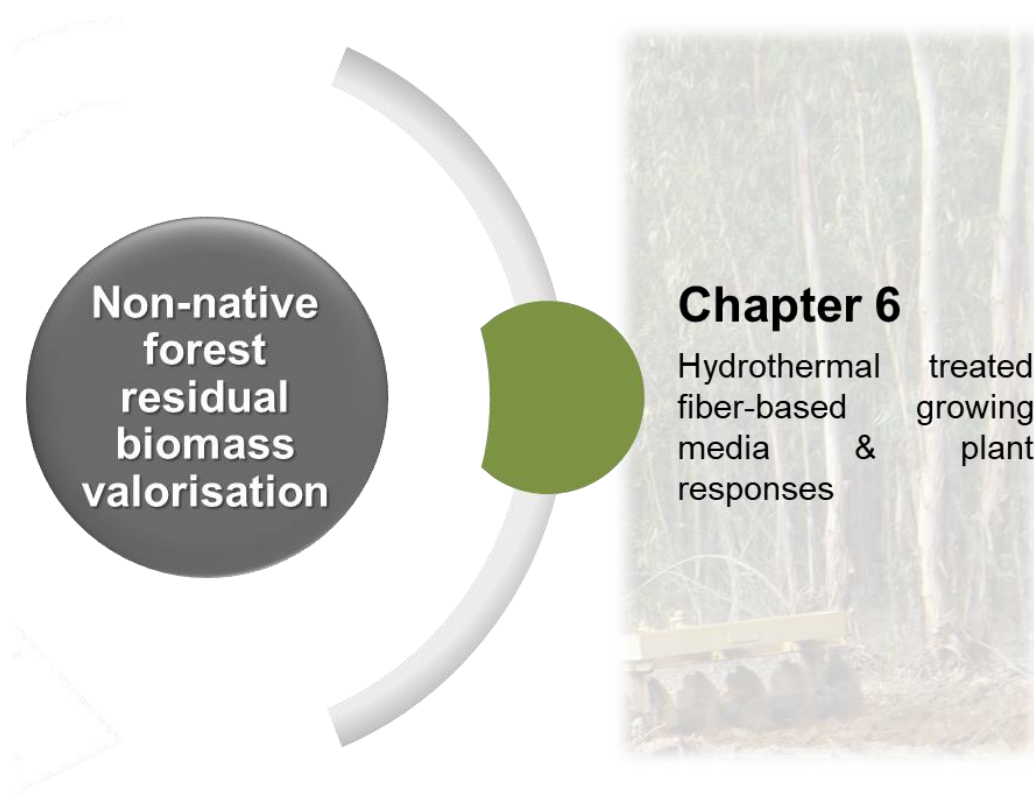 Non-native
forest
residual
biomass
valorisation
Chapter 6
Hydrothermal treated
fiber-based growing
media & plant
responses